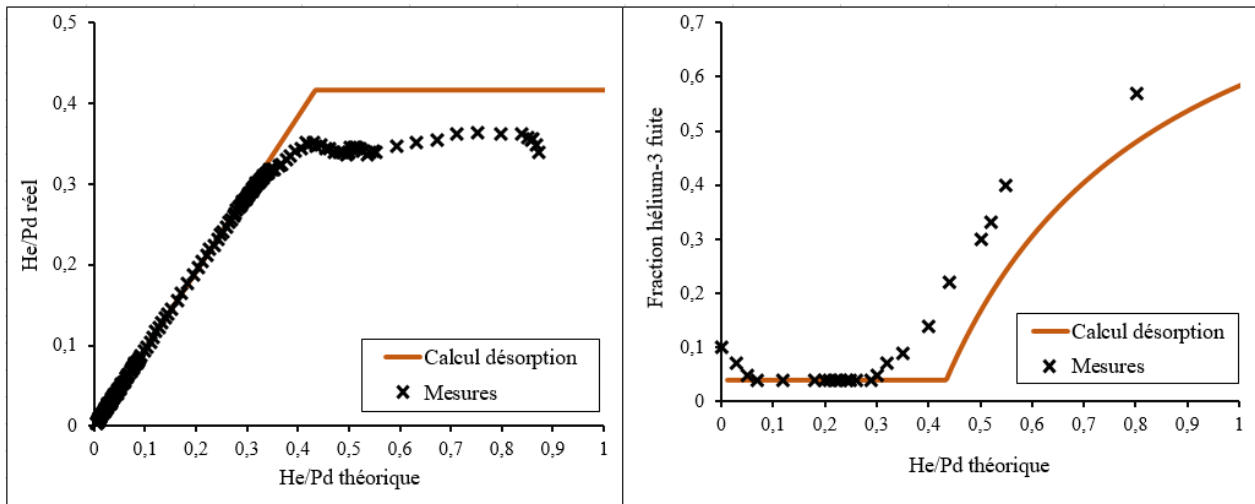 0,5
0,4
0,3
0,2
0,1
0
He/Pd réel
Calcul désorption
Mesures
0 0,1 0,2 0,3 0,4 0,5 0,6 0,7 0,8 0,9 1
He/Pd théorique
0,7
0,6
0,5
0,4
0,3
0,2
0,1
0
Fraction hélium-3 fuite
Calcul désorption
Mesures
0 0,1 0,2 0,3 0,4 0,5 0,6 0,7 0,8 0,9 1
He/Pd théorique